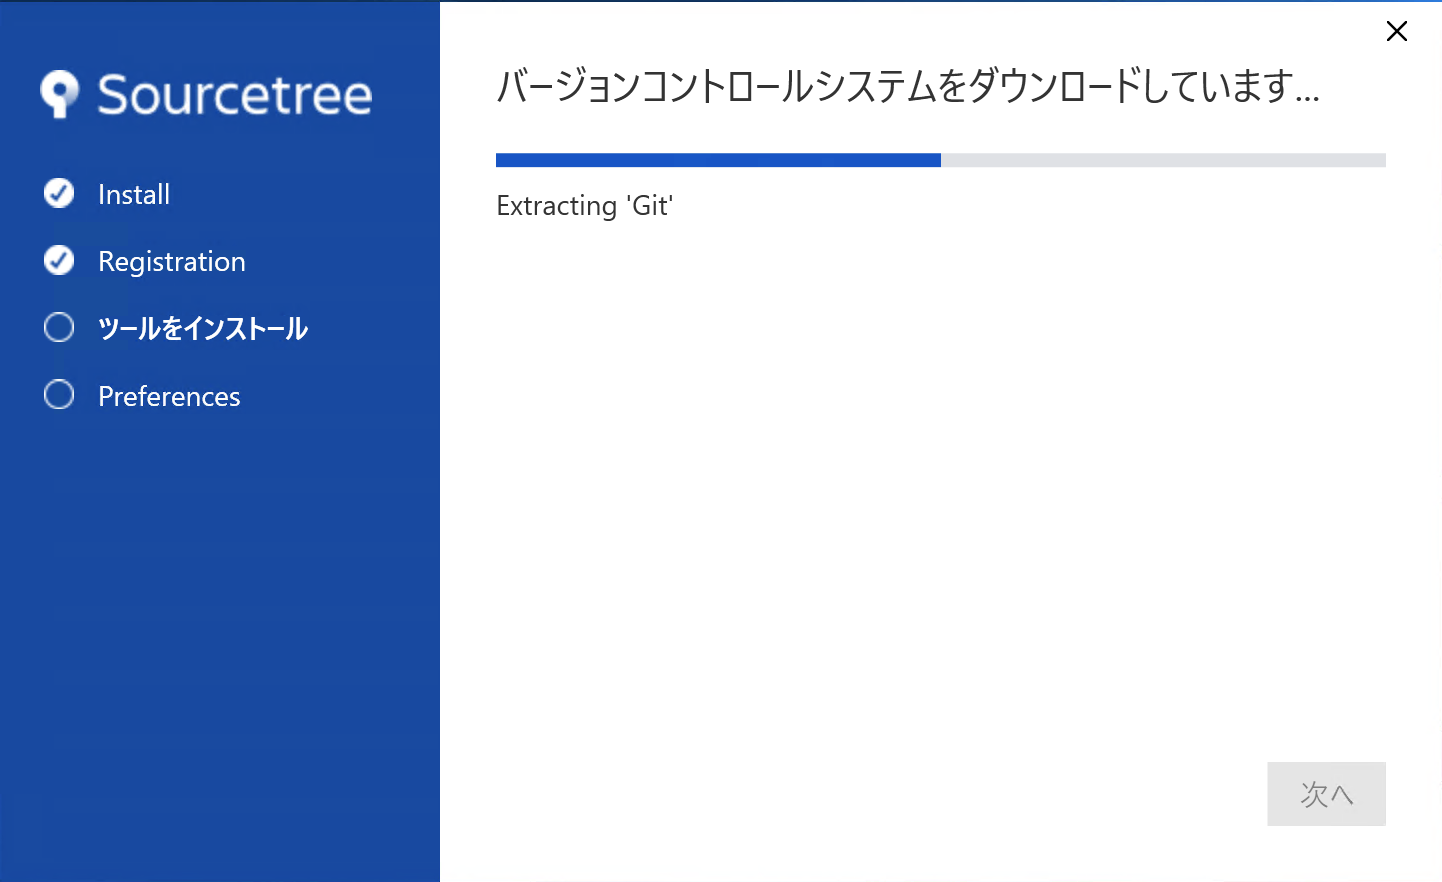 Sourcetree
Install
Registration
ツールをインストール
Preferences
バージョンコントロールシステムをダウンロードしています...
Extracting 'Git'
次へ